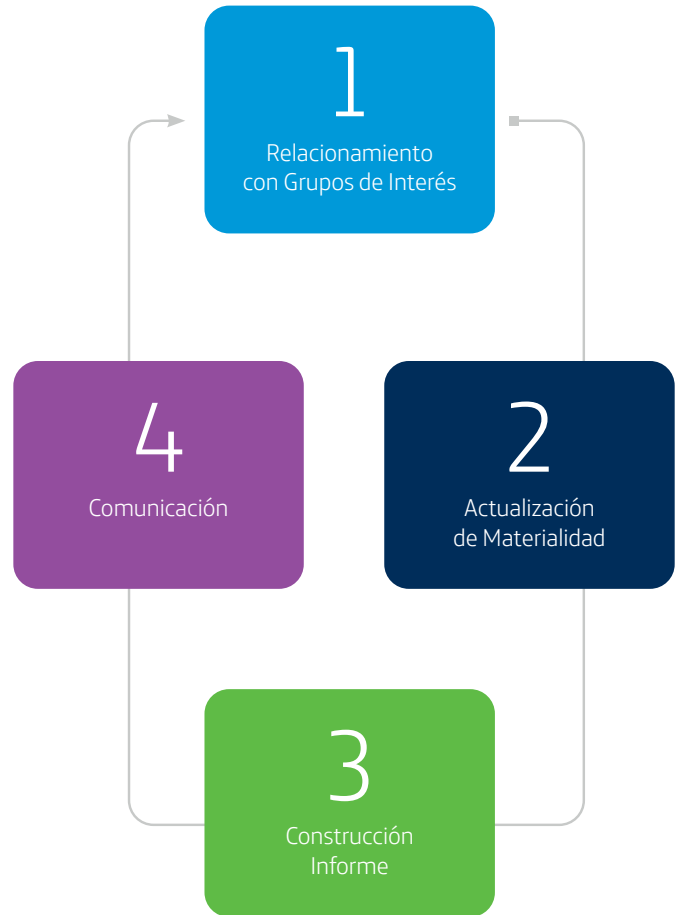 1
Relacionamiento
con Grupos de Interés
2
Actualización
de Materialidad
3
Construcción
Informe
4
Comunicación